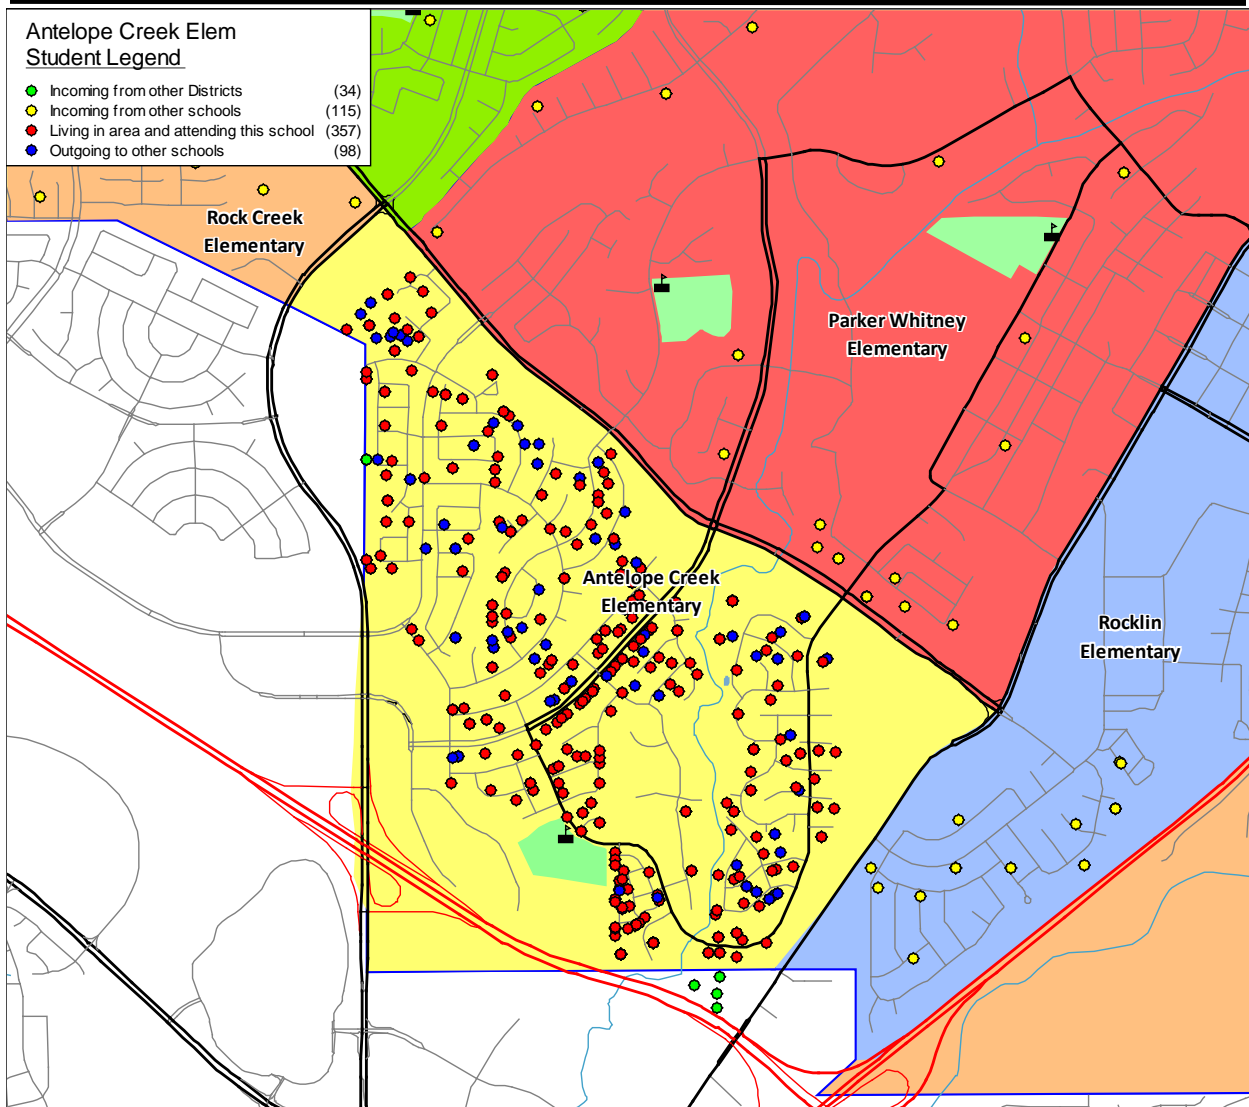 Antelope Creek Elem
Student Legend
Incoming from other Districts (34)
Incoming from other schools (115)
Living in area and attending this school (357)
Outgoing to other schools (98)
Rock Creek
Elementary
Parker Whitney
Elementary
Antelope Creek
Elementary
Rocklin
Elementary